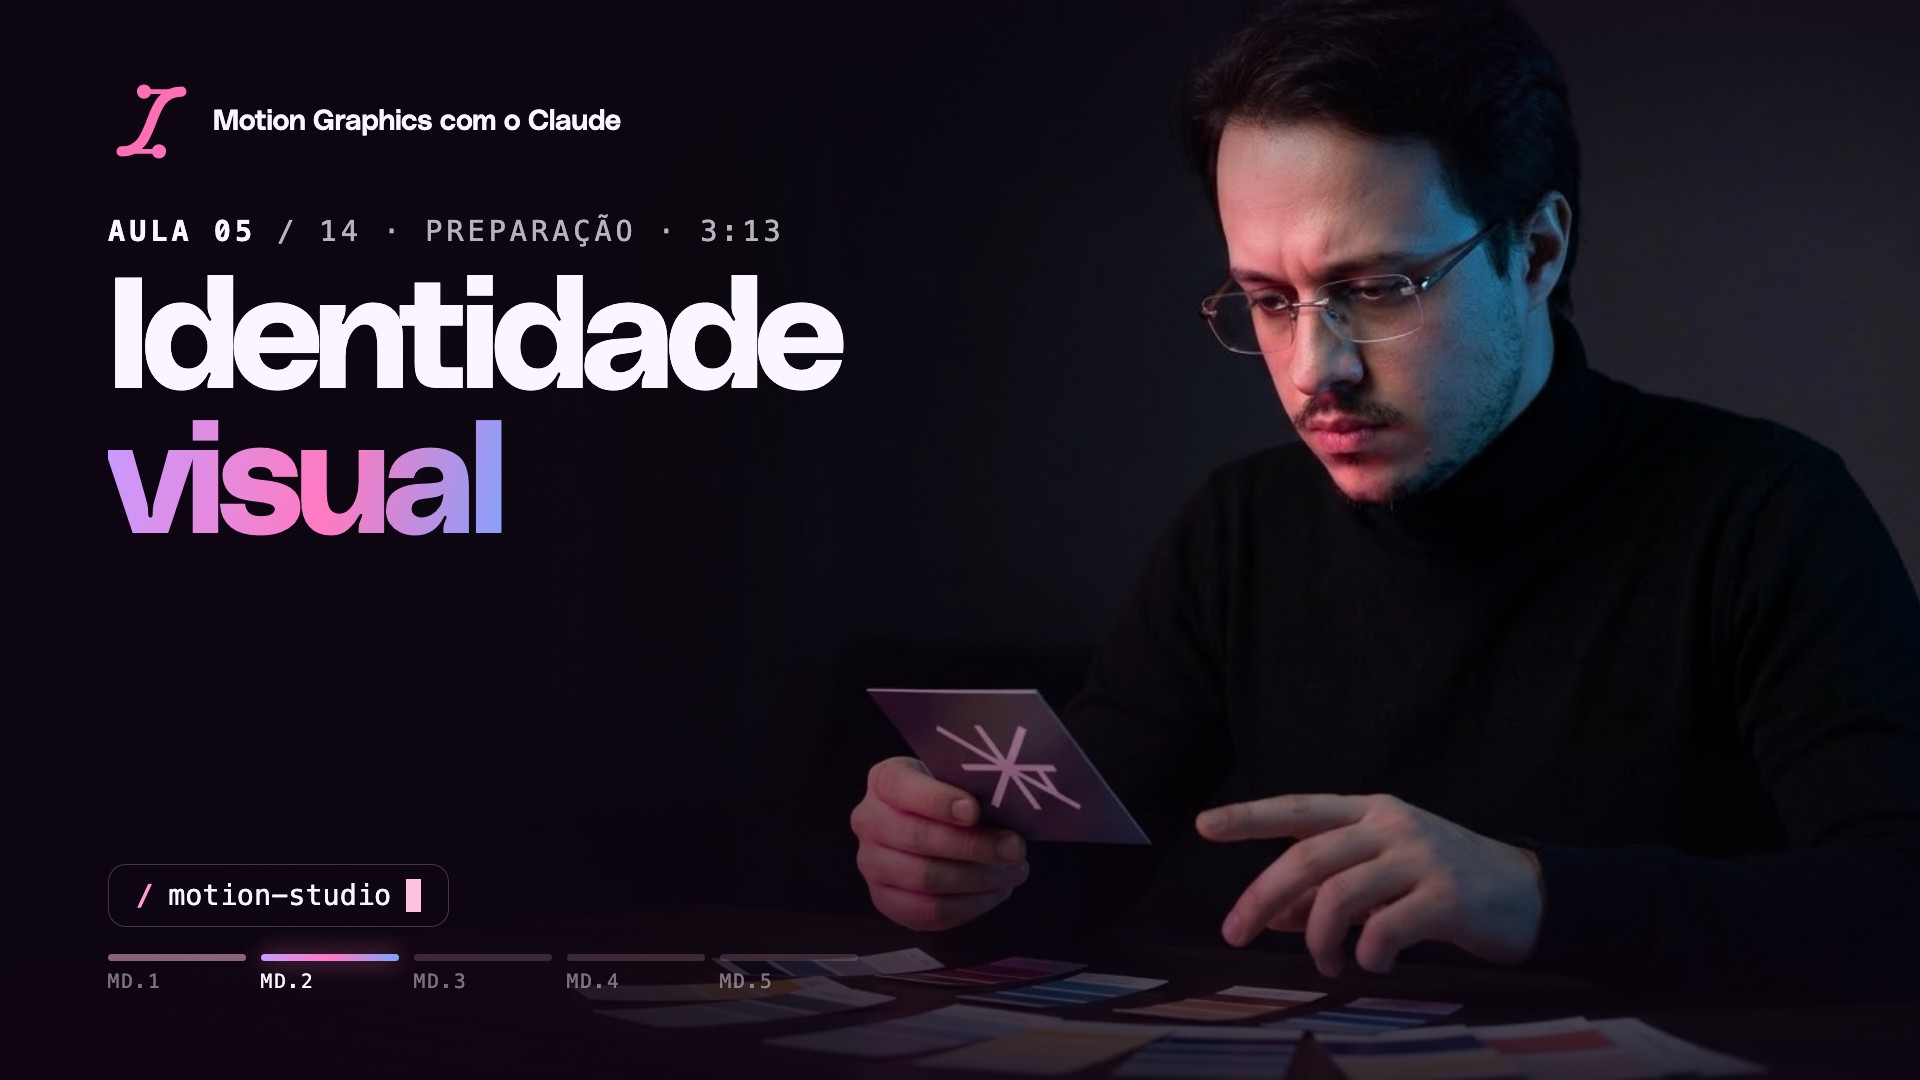 Motion Graphics com o Claude
AULA 05 / 14 · PREPARAÇÃO · 3:13
Identidade
visual
/ motion-studio
MD.1 MD.2 MD.3 MD.4 MD.5